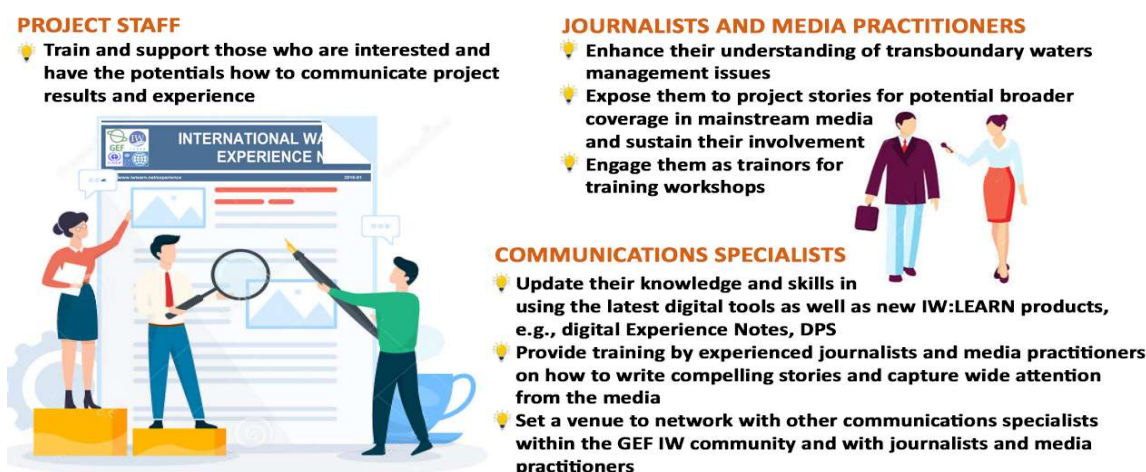 PROJECT STAFF
Train and support those who are interested and
have the potentials how to communicate project
results and experience
GEF
INTERNATIONAL WA
EXPERIENCE N
www.iwlearn.net/experience
2016-01
JOURNALISTS AND MEDIA PRACTITIONERS
Enhance their understanding of transboundary waters
management issues
Expose them to project stories for potential broader
coverage in mainstream media
and sustain their involvement
Engage them as trainors for
training workshops
COMMUNICATIONS SPECIALISTS
Update their knowledge and skills in
using the latest digital tools as well as new IW:LEARN products,
e.g., digital Experience Notes, DPS
Provide training by experienced journalists and media practitioners
on how to write compelling stories and capture wide attention
from the media
Set a venue to network with other communications specialists
within the GEF IW community and with journalists and media
practitioners